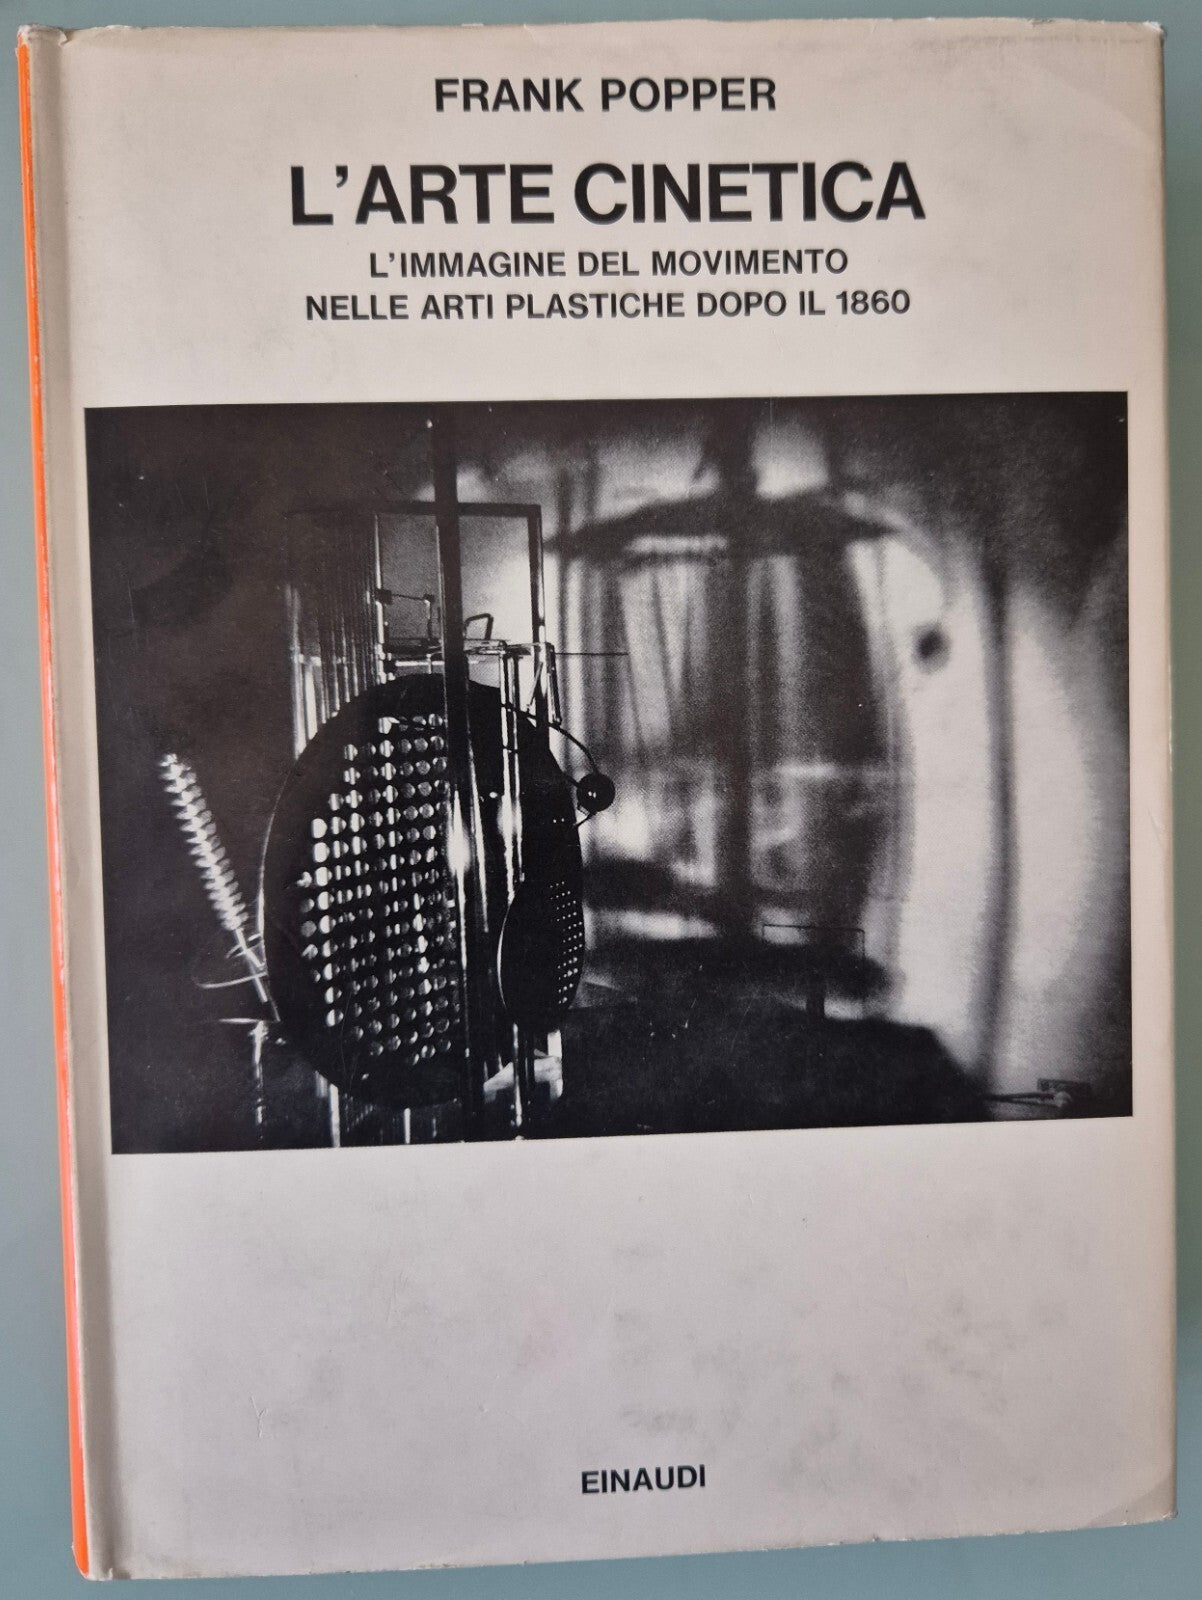 FRANK POPPER
L'ARTE CINETICA
L'IMMAGINE DEL MOVIMENTO
NELLE ARTI PLASTICHE DOPO IL 1860
EINAUDI